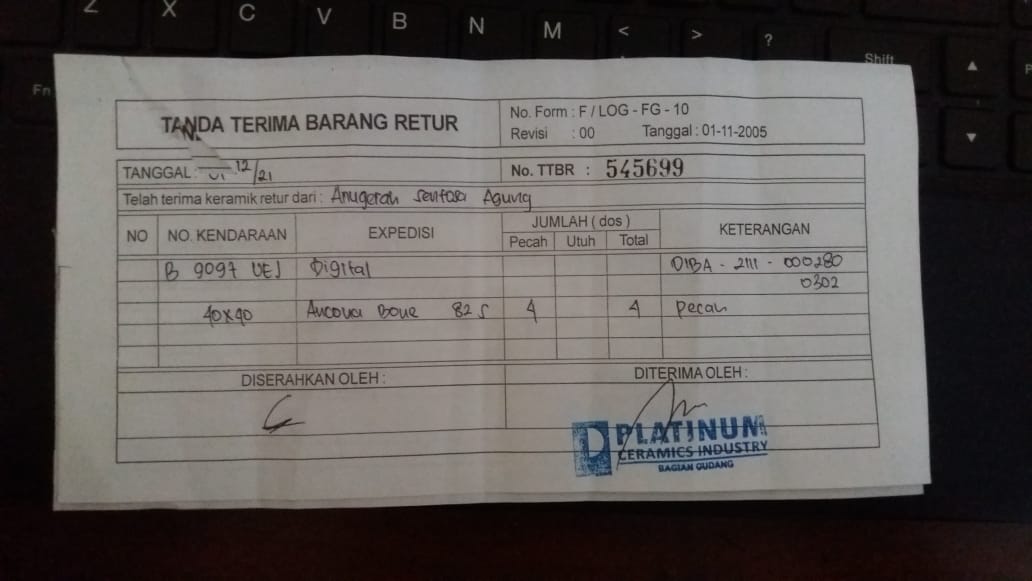 Z X C V B N M < > ?
Shift
Fn
TANDA TERIMA BARANG RETUR
No. Form : F / LOG - FG - 10
Revisi : 00 Tanggal : 01-11-2005
TANGGAL : 12/21
No. TTBR : 545699
Telah terima keramik retur dari : Anugerah Sentosa Agung
NO NO. KENDARAAN EXPEDISI JUMLAH ( dos ) KETERANGAN
Pecah Utuh Total
B 9097 UEJ Digital DIBA - 2111 - 000280
0302
40x40 Ancona Bone 82 S 4 4 Pecah
DISERAHKAN OLEH : DITERIMA OLEH :
PLATINUM
CERAMICS INDUSTRY
BAGIAN GUDANG